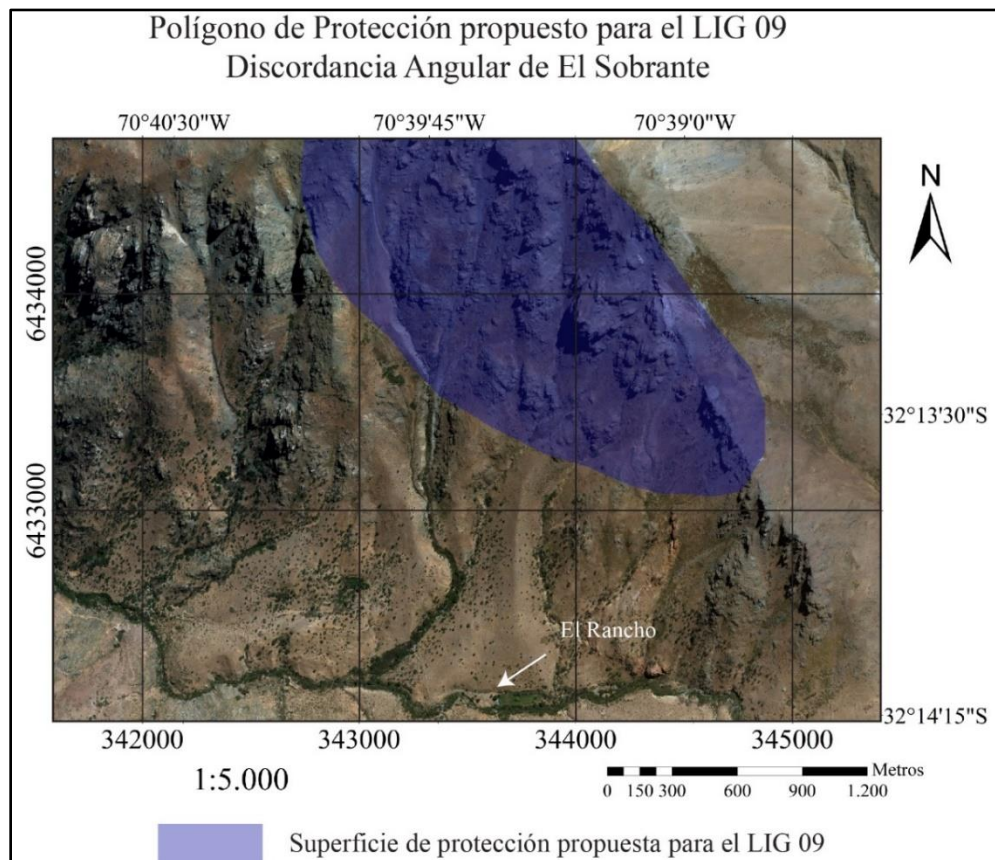 Polígono de Protección propuesto para el LIG 09
Discordancia Angular de El Sobrante
70°40'30"W 70°39'45"W 70°39'0"W
N
6434000
32°13'30"S
6433000
El Rancho
32°14'15"S
342000 343000 344000 345000
1:5.000
Metros
0 150 300 600 900 1.200
Superficie de protección propuesta para el LIG 09